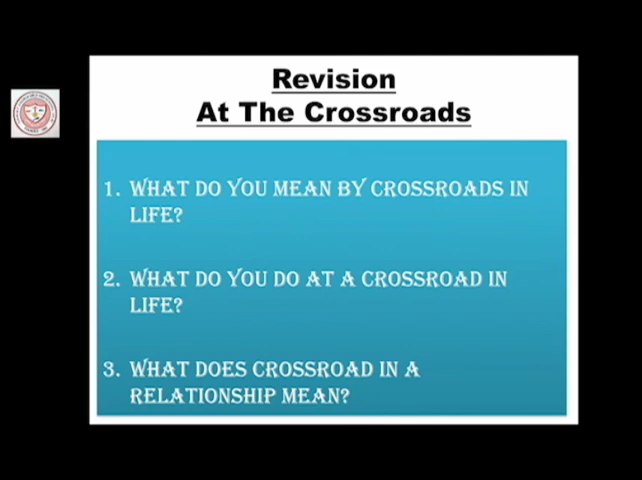 Revision
At The Crossroads
1. WHAT DO YOU MEAN BY CROSSROADS IN
LIFE?
2. WHAT DO YOU DO AT A CROSSROAD IN
LIFE?
3. WHAT DOES CROSSROAD IN A
RELATIONSHIP MEAN?